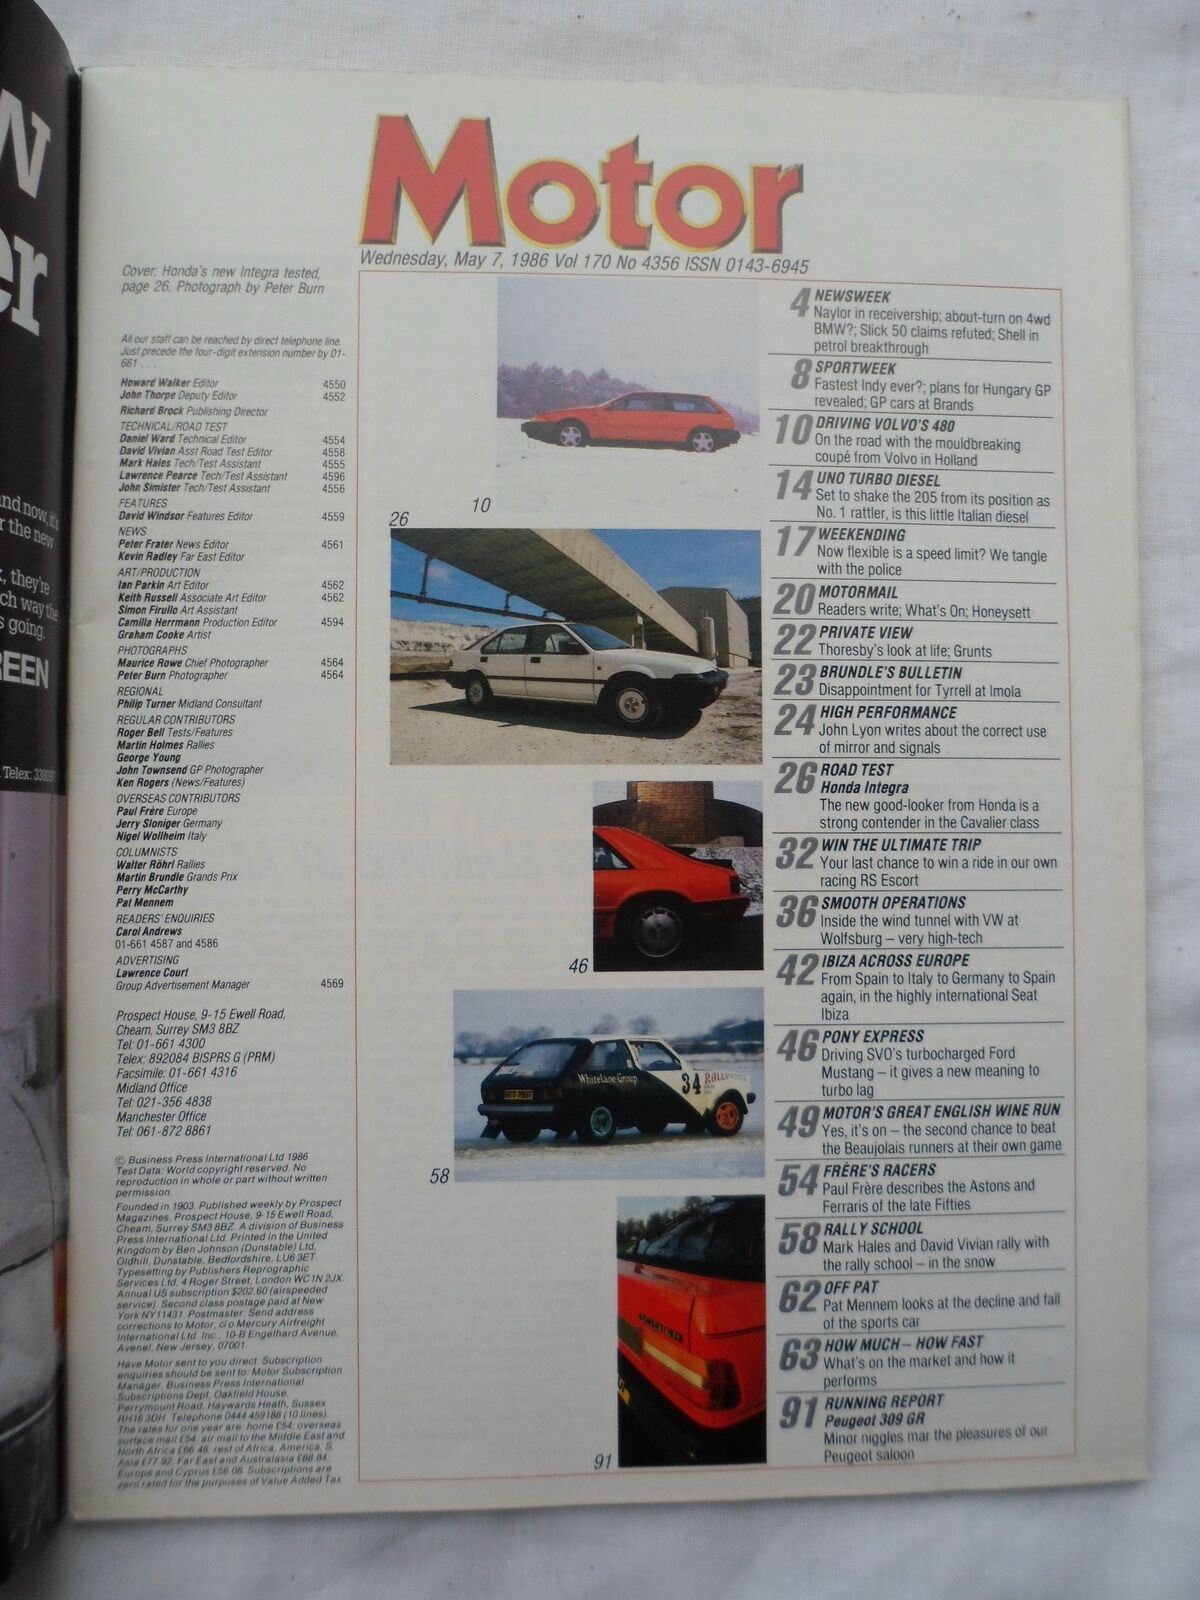 w
er
nd now, it's
r the new
k, they're
ch way the
s going.
REEN
Telex: 338097
Motor
Wednesday, May 7, 1986 Vol 170 No 4356 ISSN 0143-6945
Cover: Honda's new Integra tested,
page 26. Photograph by Peter Burn
All our staff can be reached by direct telephone line.
Just precede the four-digit extension number by 01-
661 . . .
Howard Walker Editor 4550
John Thorpe Deputy Editor 4552
Richard Brock Publishing Director
TECHNICAL/ROAD TEST
Daniel Ward Technical Editor 4554
David Vivian Asst Road Test Editor 4558
Mark Hales Tech/Test Assistant 4555
Lawrence Pearce Tech/Test Assistant 4596
John Simister Tech/Test Assistant 4556
FEATURES
David Windsor Features Editor 4559
NEWS
Peter Frater News Editor 4561
Kevin Radley Far East Editor
ART/PRODUCTION
Ian Parkin Art Editor 4562
Keith Russell Associate Art Editor 4562
Simon Firullo Art Assistant
Camilla Herrmann Production Editor 4594
Graham Cooke Artist
PHOTOGRAPHS
Maurice Rowe Chief Photographer 4564
Peter Burn Photographer 4564
REGIONAL
Philip Turner Midland Consultant
REGULAR CONTRIBUTORS
Roger Bell Tests/Features
Martin Holmes Rallies
George Young
John Townsend GP Photographer
Ken Rogers (News/Features)
OVERSEAS CONTRIBUTORS
Paul Frère Europe
Jerry Sloniger Germany
Nigel Wollheim Italy
COLUMNISTS
Walter Röhrl Rallies
Martin Brundle Grands Prix
Perry McCarthy
Pat Mennem
READERS' ENQUIRIES
Carol Andrews
01-661 4587 and 4586
ADVERTISING
Lawrence Court
Group Advertisement Manager 4569
Prospect House, 9-15 Ewell Road,
Cheam, Surrey SM3 8BZ
Tel: 01-661 4300
Telex: 892084 BISPRS G (PRM)
Facsimile: 01-661 4316
Midland Office
Tel: 021-356 4838
Manchester Office
Tel: 061-872 8861
© Business Press International Ltd 1986
Test Data: World copyright reserved. No
reproduction in whole or part without written
permission.
Founded in 1903. Published weekly by Prospect
Magazines, Prospect House, 9-15 Ewell Road,
Cheam, Surrey SM3 8BZ. A division of Business
Press International Ltd. Printed in the United
Kingdom by Ben Johnson (Dunstable) Ltd,
Oldhill, Dunstable, Bedfordshire, LU6 3ET.
Typesetting by Publishers Reprographic
Services Ltd, 4 Roger Street, London WC1N 2JX.
Annual US subscription $202.60 (airspeeded
service). Second class postage paid at New
York NY11431. Postmaster: Send address
corrections to Motor, c/o Mercury Airfreight
International Ltd. Inc., 10-B Engelhard Avenue,
Avenel, New Jersey, 07001.
Have Motor sent to you direct. Subscription
enquiries should be sent to: Motor Subscription
Manager, Business Press International
Subscriptions Dept, Oakfield House,
Perrymount Road, Haywards Heath, Sussex
RH16 3DH. Telephone 0444 459188 (10 lines).
The rates for one year are: home £54; overseas
surface mail £54; air mail to the Middle East and
North Africa £66.48; rest of Africa, America, S.
Asia £77.92; Far East and Australasia £88.84;
Europe and Cyprus £56.08. Subscriptions are
zero rated for the purposes of Value Added Tax.
10
26
46
Whitelane Group
34
RALLY
58
91
4 NEWSWEEK
Naylor in receivership; about-turn on 4wd
BMW?; Slick 50 claims refuted; Shell in
petrol breakthrough
8 SPORTWEEK
Fastest Indy ever?; plans for Hungary GP
revealed; GP cars at Brands
10 DRIVING VOLVO'S 480
On the road with the mouldbreaking
coupé from Volvo in Holland
14 UNO TURBO DIESEL
Set to shake the 205 from its position as
No. 1 rattler, is this little Italian diesel
17 WEEKENDING
Now flexible is a speed limit? We tangle
with the police
20 MOTORMAIL
Readers write; What's On; Honeysett
22 PRIVATE VIEW
Thoresby's look at life; Grunts
23 BRUNDLE'S BULLETIN
Disappointment for Tyrrell at Imola
24 HIGH PERFORMANCE
John Lyon writes about the correct use
of mirror and signals
26 ROAD TEST
Honda Integra
The new good-looker from Honda is a
strong contender in the Cavalier class
32 WIN THE ULTIMATE TRIP
Your last chance to win a ride in our own
racing RS Escort
36 SMOOTH OPERATIONS
Inside the wind tunnel with VW at
Wolfsburg – very high-tech
42 IBIZA ACROSS EUROPE
From Spain to Italy to Germany to Spain
again, in the highly international Seat
Ibiza
46 PONY EXPRESS
Driving SVO's turbocharged Ford
Mustang – it gives a new meaning to
turbo lag
49 MOTOR'S GREAT ENGLISH WINE RUN
Yes, it's on – the second chance to beat
the Beaujolais runners at their own game
54 FRÈRE'S RACERS
Paul Frère describes the Astons and
Ferraris of the late Fifties
58 RALLY SCHOOL
Mark Hales and David Vivian rally with
the rally school – in the snow
62 OFF PAT
Pat Mennem looks at the decline and fall
of the sports car
63 HOW MUCH – HOW FAST
What's on the market and how it
performs
91 RUNNING REPORT
Peugeot 309 GR
Minor niggles mar the pleasures of our
Peugeot saloon